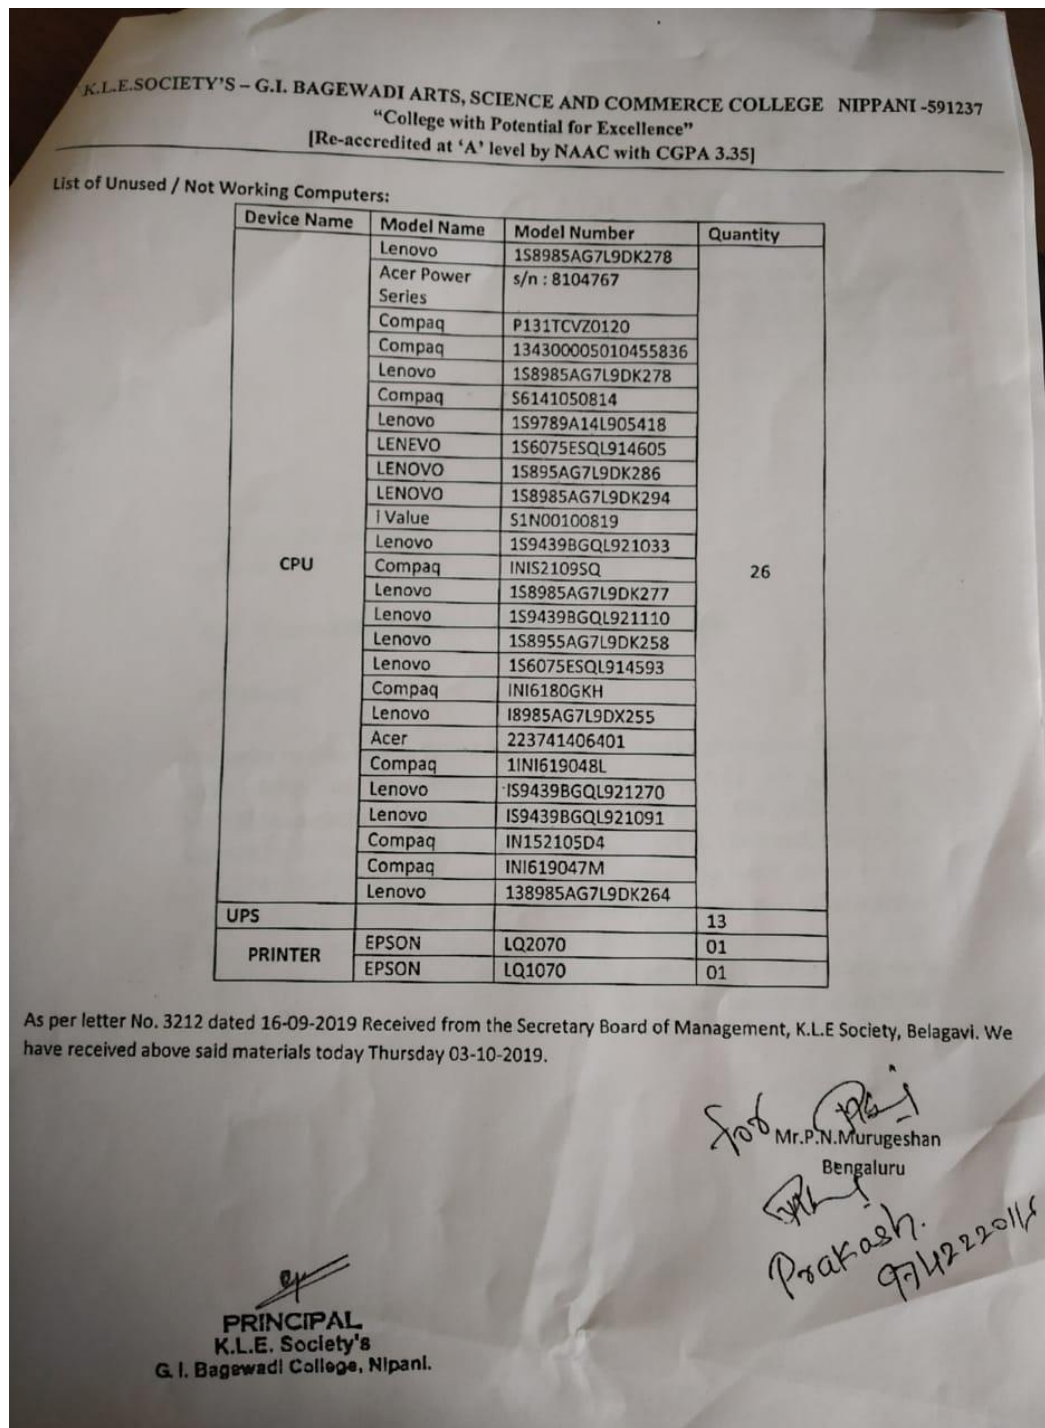 K.L.E.SOCIETY'S – G.I. BAGEWADI ARTS, SCIENCE AND COMMERCE COLLEGE NIPPANI -591237
"College with Potential for Excellence"
[Re-accredited at 'A' level by NAAC with CGPA 3.35]
List of Unused / Not Working Computers:
Device Name Model Name Model Number Quantity
Lenovo 1S8985AG7L9DK278
Acer Power s/n : 8104767
Series
Compaq P131TCVZ0120
Compaq 134300005010455836
Lenovo 1S8985AG7L9DK278
Compaq S6141050814
Lenovo 1S9789A14L905418
LENEVO 1S6075ESQL914605
LENOVO 1S895AG7L9DK286
LENOVO 1S8985AG7L9DK294
i Value S1N00100819
Lenovo 1S9439BGQL921033
CPU Compaq INIS2109SQ 26
Lenovo 1S8985AG7L9DK277
Lenovo 1S9439BGQL921110
Lenovo 1S8955AG7L9DK258
Lenovo 1S6075ESQL914593
Compaq INI6180GKH
Lenovo I8985AG7L9DX255
Acer 223741406401
Compaq 1INI619048L
Lenovo IS9439BGQL921270
Lenovo IS9439BGQL921091
Compaq IN152105D4
Compaq INI619047M
Lenovo 138985AG7L9DK264
UPS 13
PRINTER EPSON LQ2070 01
EPSON LQ1070 01
As per letter No. 3212 dated 16-09-2019 Received from the Secretary Board of Management, K.L.E Society, Belagavi. We
have received above said materials today Thursday 03-10-2019.
for
Mr.P.N.Murugeshan
Bengaluru
Prakash.
PRINCIPAL
K.L.E. Society's
G. I. Bagewadi College, Nipani.